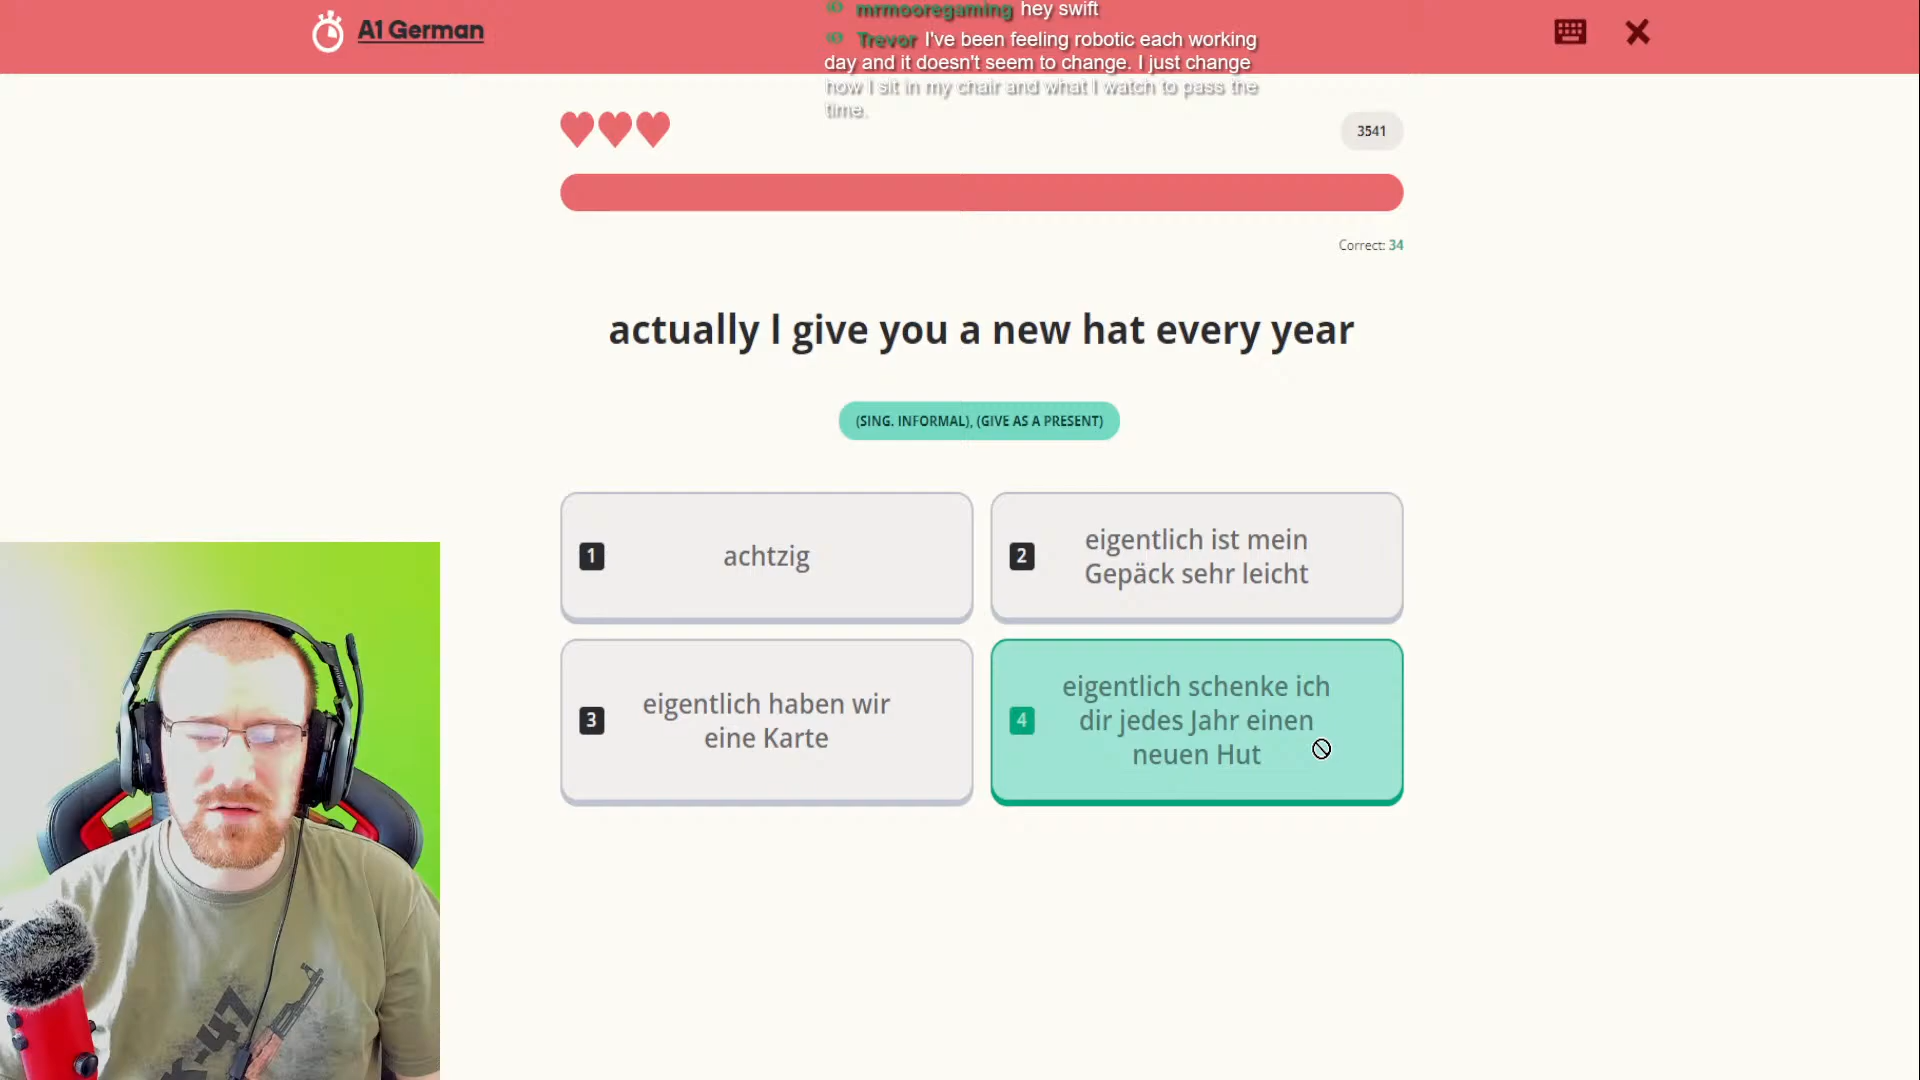 A1 German
mrmooregaming hey swift
Trevor I've been feeling robotic each working
day and it doesn't seem to change. I just change
how I sit in my chair and what I watch to pass the
time.
3541
Correct: 34
actually I give you a new hat every year
(SING. INFORMAL), (GIVE AS A PRESENT)
1 achtzig
2 eigentlich ist mein
Gepäck sehr leicht
3 eigentlich haben wir
eine Karte
4 eigentlich schenke ich
dir jedes Jahr einen
neuen Hut
K-47